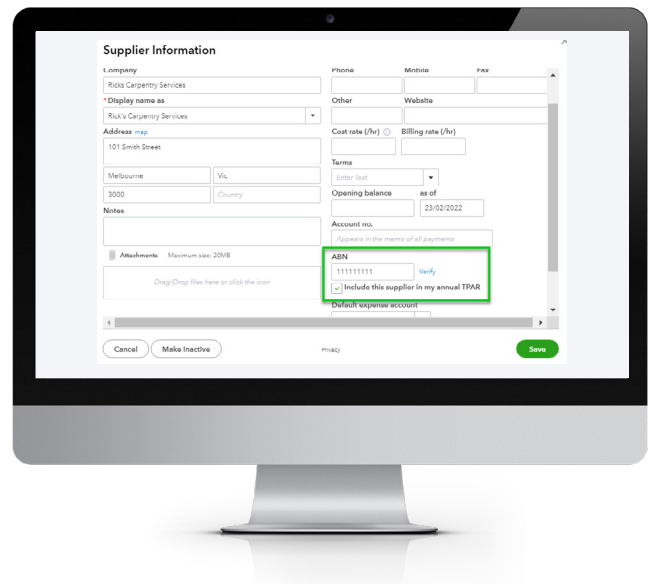 Supplier Information
Company
Ricks Carpentry Services
*Display name as
Rick's Carpentry Services
Address map
101 Smith Street
Melbourne Vic
3000 Country
Notes
Attachments Maximum size: 20MB
Drag/Drop files here or click the icon
Phone Mobile Fax
Other Website
Cost rate (/hr) Billing rate (/hr)
Terms
Enter Text
Opening balance as of
23/02/2022
Account no.
Appears in the memo of all payments
ABN
111111111 Verify
Include this supplier in my annual TPAR
Default expense account
Cancel Make inactive Privacy Save